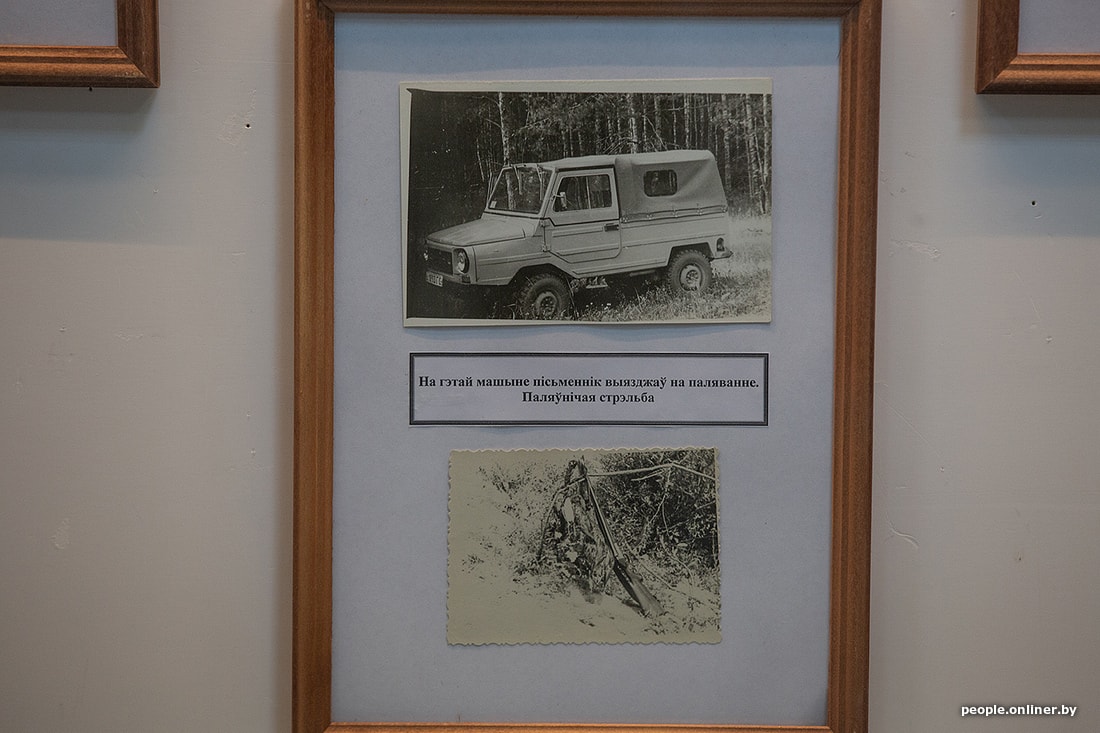 На гэтай машыне пісьменнік выязджаў на паляванне.
Паляўнічая стрэльба
people.onliner.by